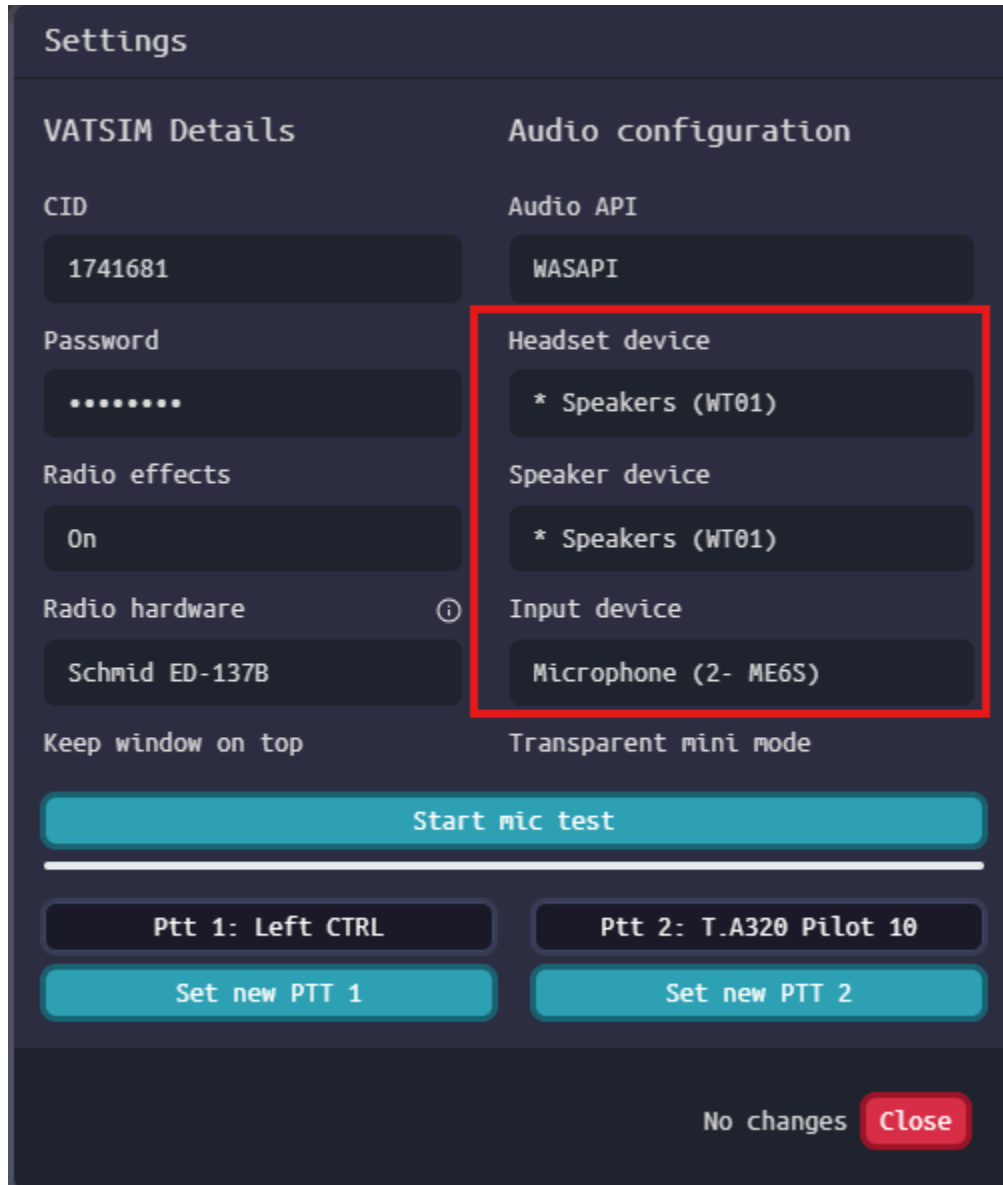 Settings
VATSIM Details
CID
1741681
Password
••••••••
Radio effects
On
Radio hardware
Schmid ED-137B
Keep window on top
Audio configuration
Audio API
WASAPI
Headset device
* Speakers (WT01)
Speaker device
* Speakers (WT01)
Input device
Microphone (2- ME6S)
Transparent mini mode
Start mic test
Ptt 1: Left CTRL
Ptt 2: T.A320 Pilot 10
Set new PTT 1
Set new PTT 2
No changes
Close